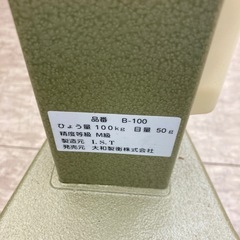 品番 B-100
ひょう量 100kg 目量 50g
精度等級 M級
製造元 I.S.T
発売元 大和製衡株式会社